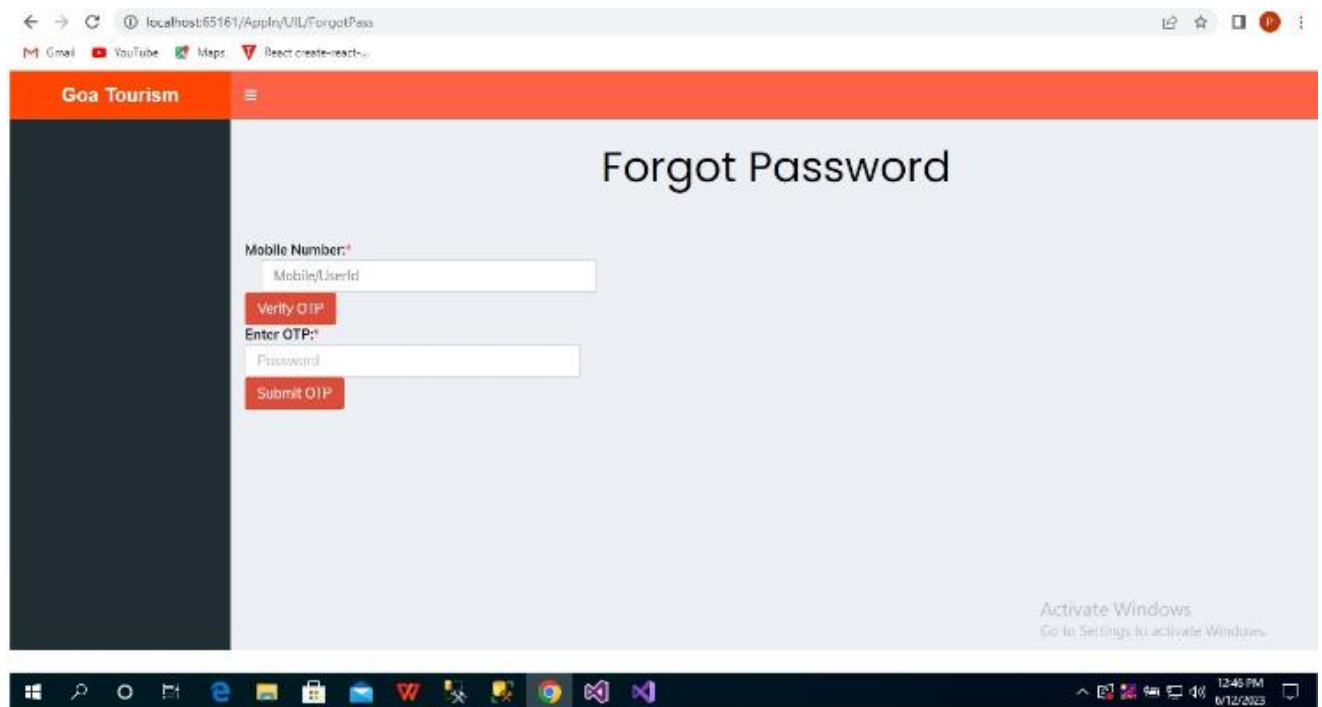 localhost:65161/AppIn/UIL/ForgotPass
P
Gmail YouTube Maps React create-react-...
Goa Tourism
Forgot Password
Mobile Number:*
Mobile/UserId
Verify OTP
Enter OTP:*
Password
Submit OTP
Activate Windows
Go to Settings to activate Windows.
12:46 PM
6/12/2023